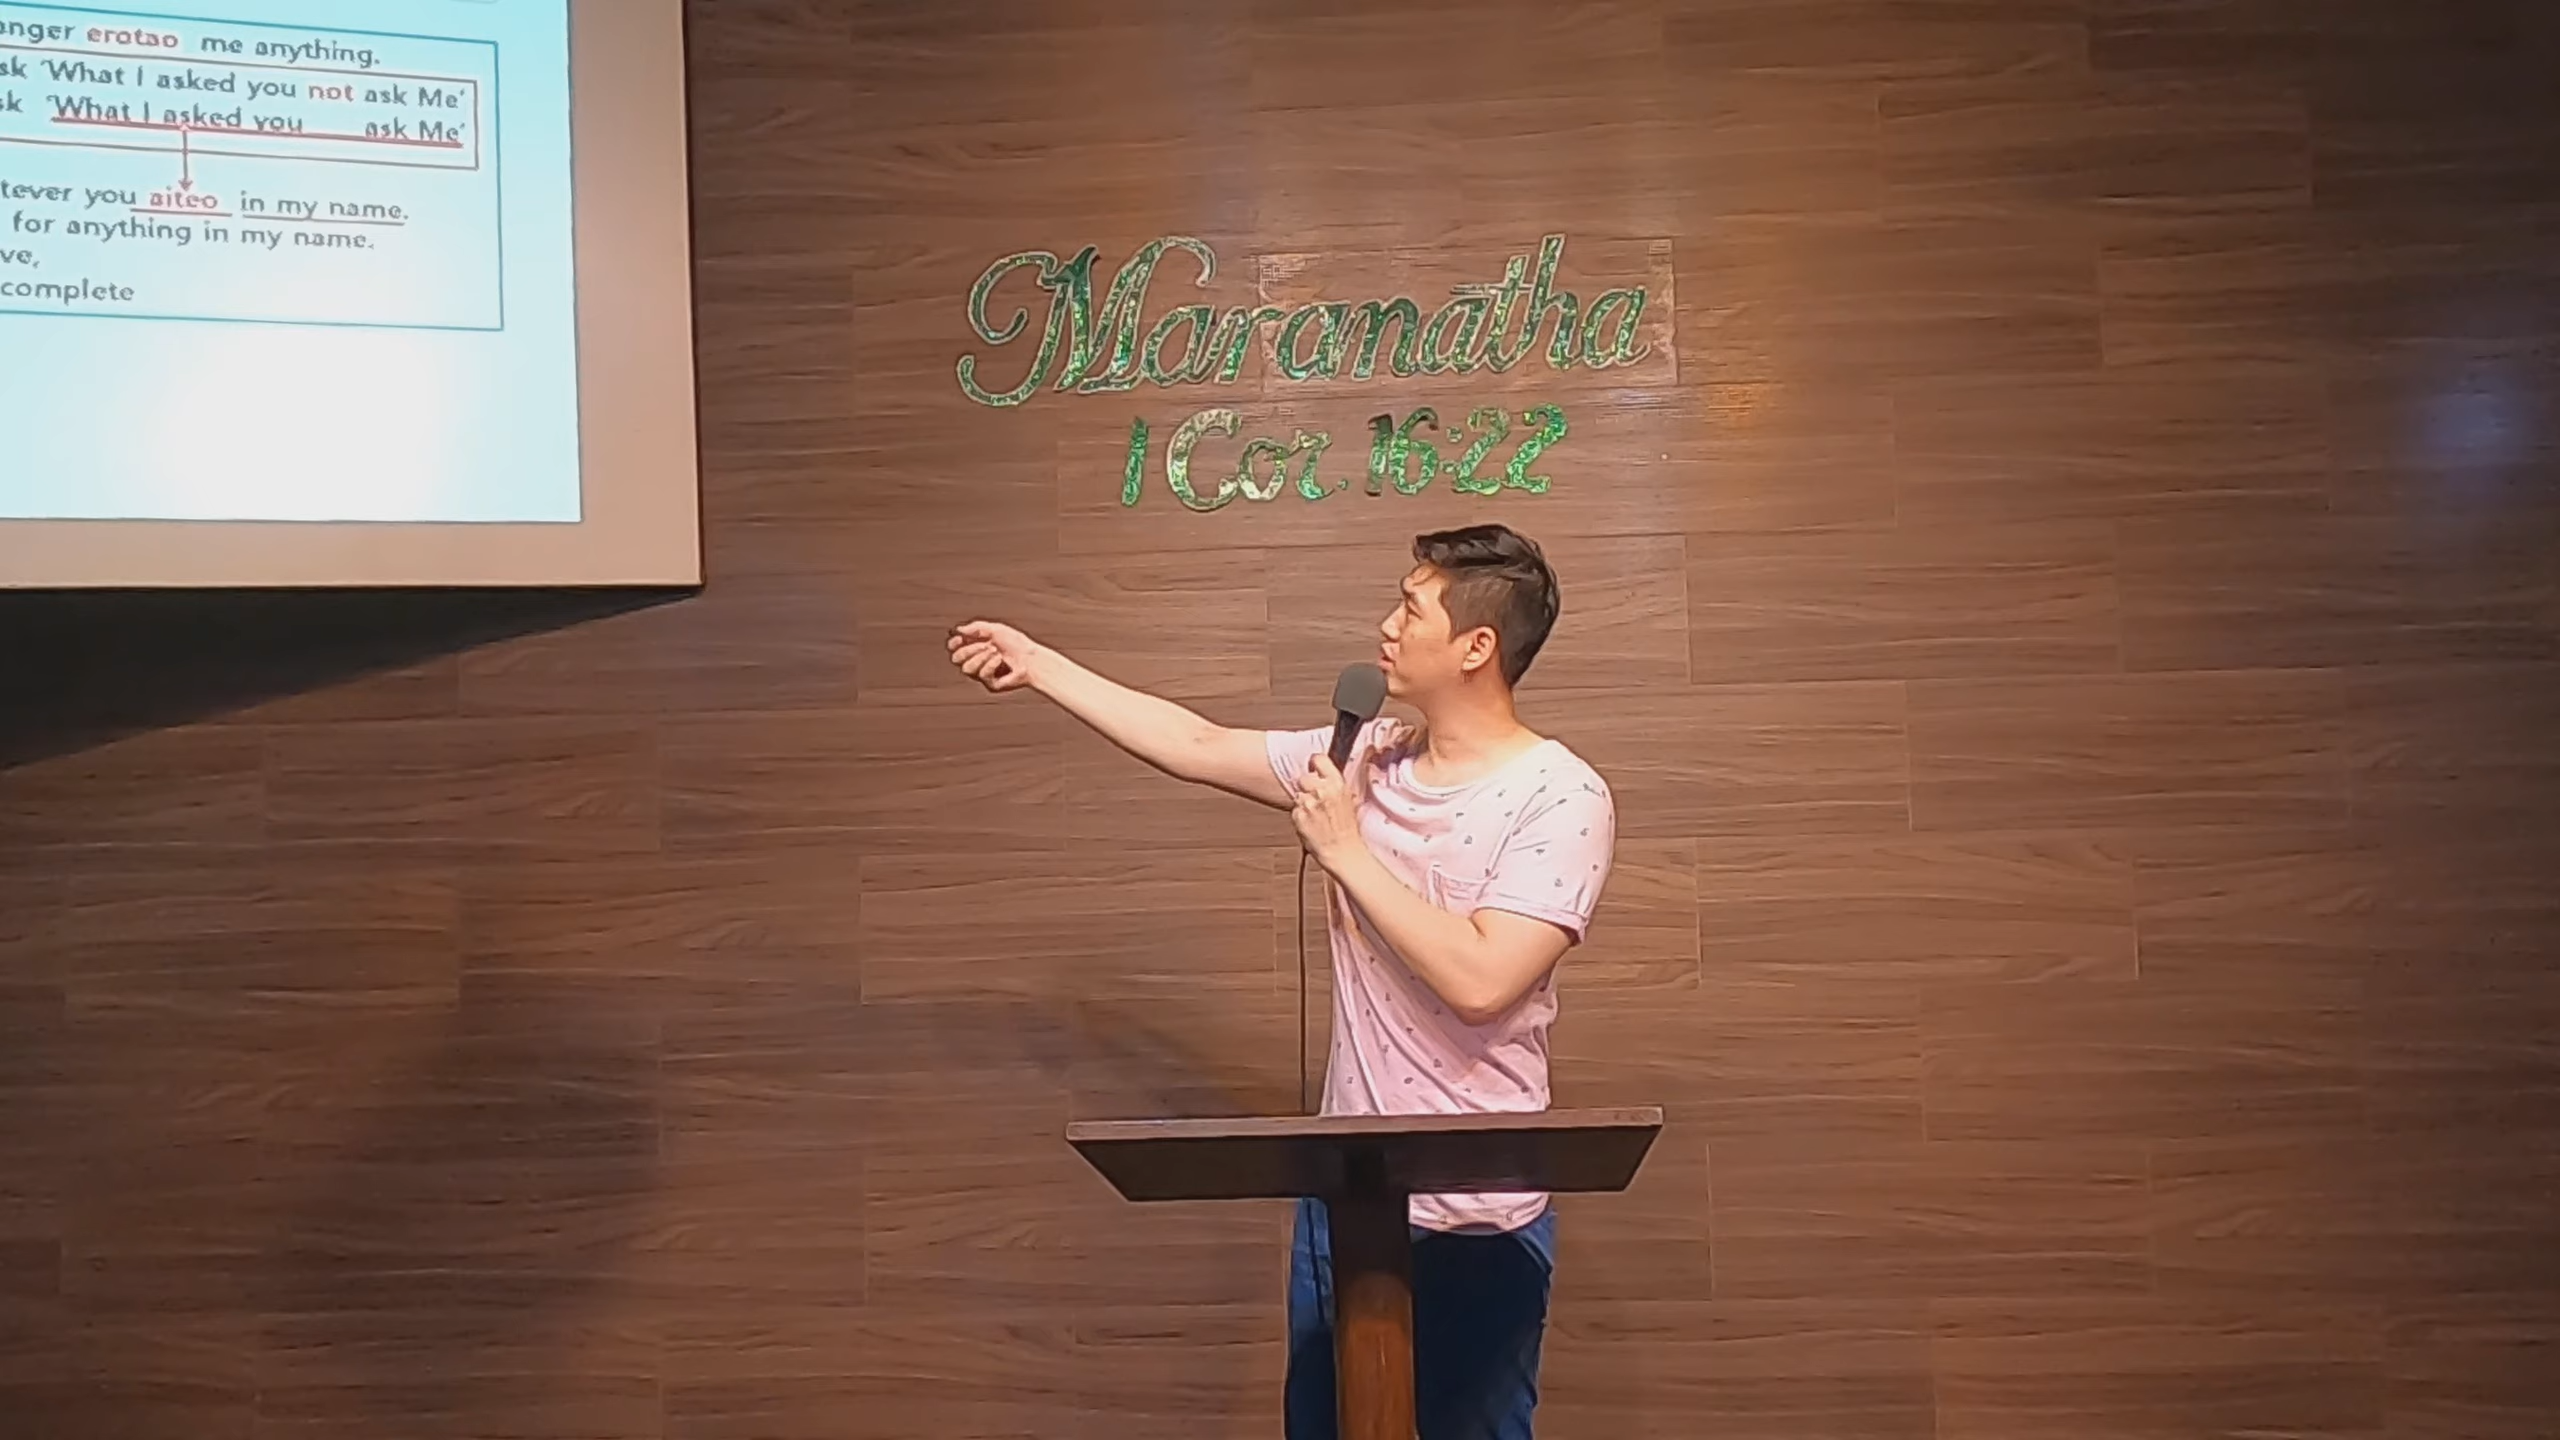 anger erotao me anything.
sk 'What I asked you not ask Me'
sk 'What I asked you ask Me'
tever you aiteo in my name.
for anything in my name.
ve,
complete
Maranatha
1 Cor. 16:22